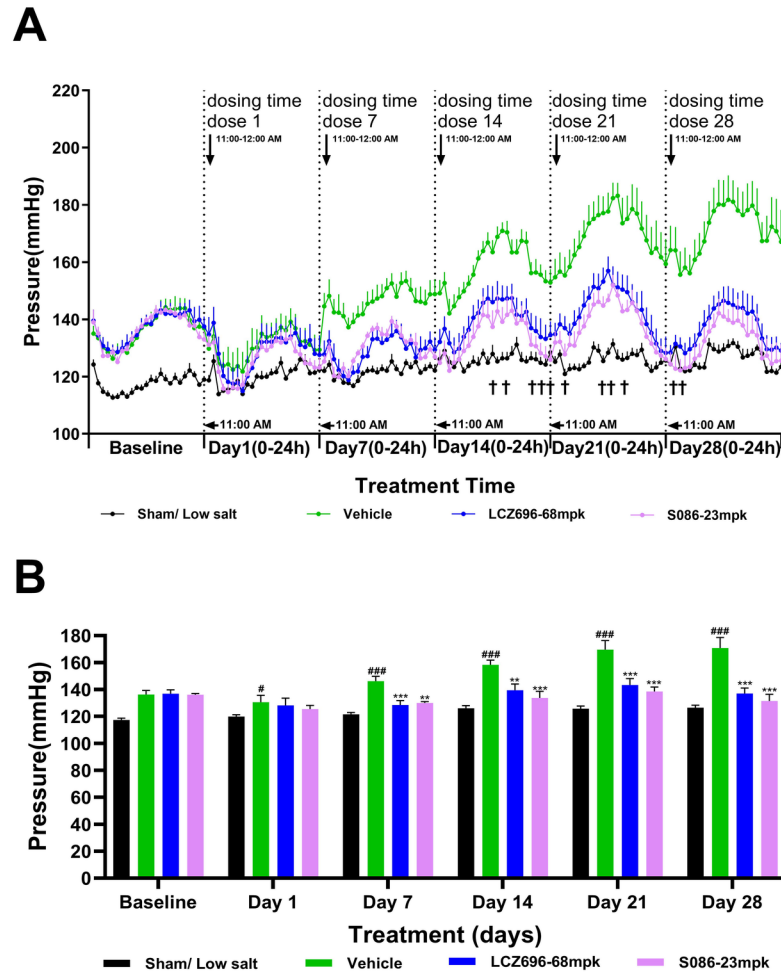 A
220
200
180
160
140
120
100
Pressure(mmHg)
dosing time
dose 1
11:00-12:00 AM
dosing time
dose 7
11:00-12:00 AM
dosing time
dose 14
11:00-12:00 AM
dosing time
dose 21
11:00-12:00 AM
dosing time
dose 28
11:00-12:00 AM
† † ††† † †† † ††
11:00 AM
11:00 AM
11:00 AM
11:00 AM
11:00 AM
Baseline Day1(0-24h) Day7(0-24h) Day14(0-24h) Day21(0-24h) Day28(0-24h)
Treatment Time
Sham/ Low salt Vehicle LCZ696-68mpk S086-23mpk
B
180
160
140
120
100
80
60
40
20
0
Pressure(mmHg)
#
###
*** **
###
** ***
###
*** ***
###
*** ***
Baseline Day 1 Day 7 Day 14 Day 21 Day 28
Treatment (days)
Sham/ Low salt Vehicle LCZ696-68mpk S086-23mpk